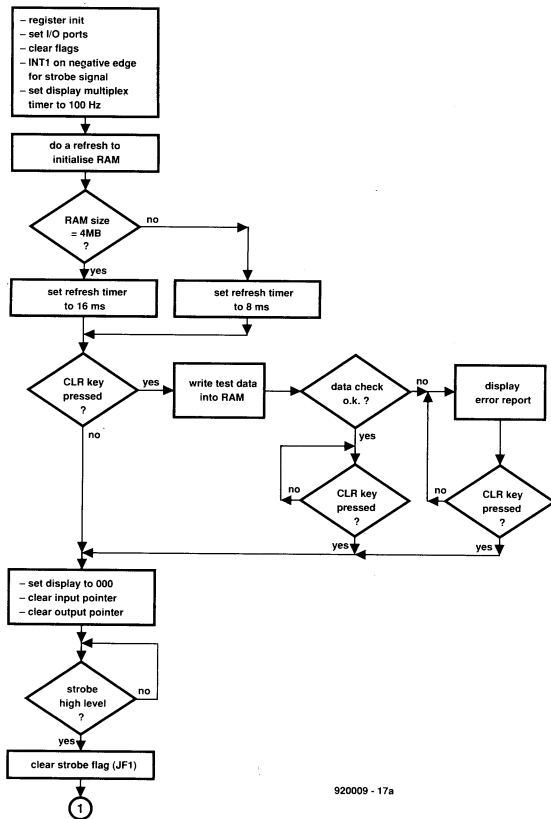 – register init
– set I/O ports
– clear flags
– INT1 on negative edge
for strobe signal
– set display multiplex
timer to 100 Hz
do a refresh to
initialise RAM
RAM size
= 4MB
?
no
yes
set refresh timer
to 16 ms
set refresh timer
to 8 ms
CLR key
pressed
?
yes
no
write test data
into RAM
data check
o.k. ?
no
yes
display
error report
CLR key
pressed
?
no
yes
CLR key
pressed
?
no
yes
– set display to 000
– clear input pointer
– clear output pointer
strobe
high level
?
no
yes
clear strobe flag (JF1)
1
920009 - 17a